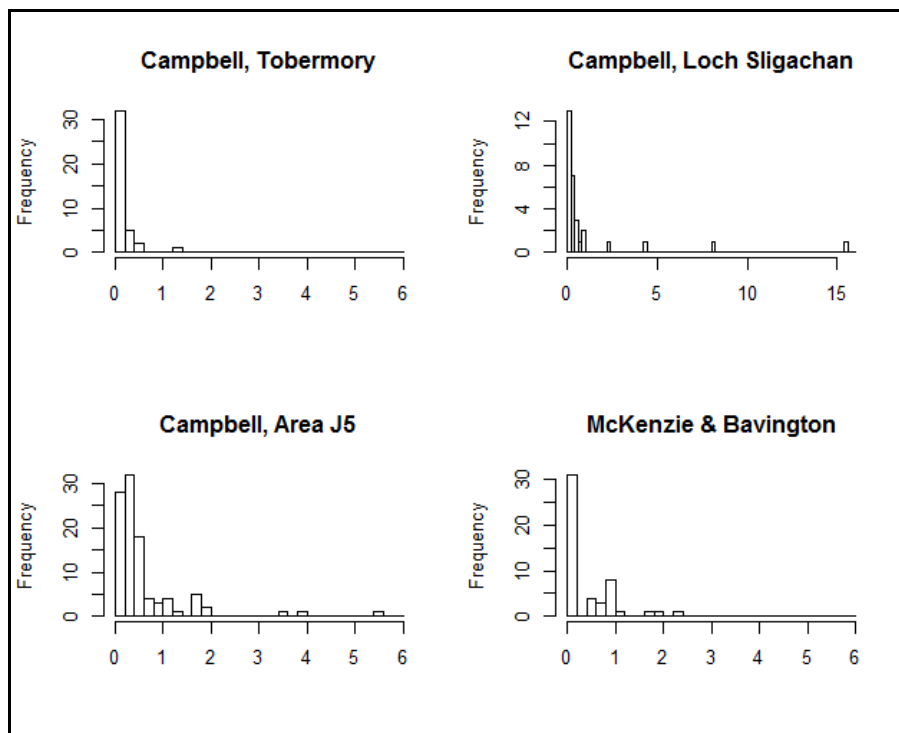 Campbell, Tobermory
Frequency
0 10 20 30
0 1 2 3 4 5 6
Campbell, Loch Sligachan
Frequency
0 4 8 12
0 5 10 15
Campbell, Area J5
Frequency
0 10 20 30
0 1 2 3 4 5 6
McKenzie & Bavington
Frequency
0 10 20 30
0 1 2 3 4 5 6